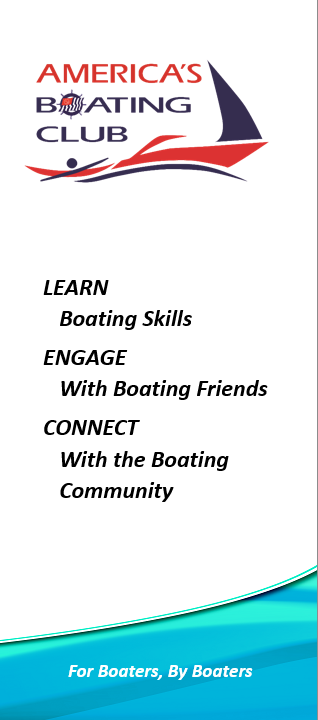 AMERICA'S
BOATING
CLUB
LEARN
Boating Skills
ENGAGE
With Boating Friends
CONNECT
With the Boating
Community
For Boaters, By Boaters